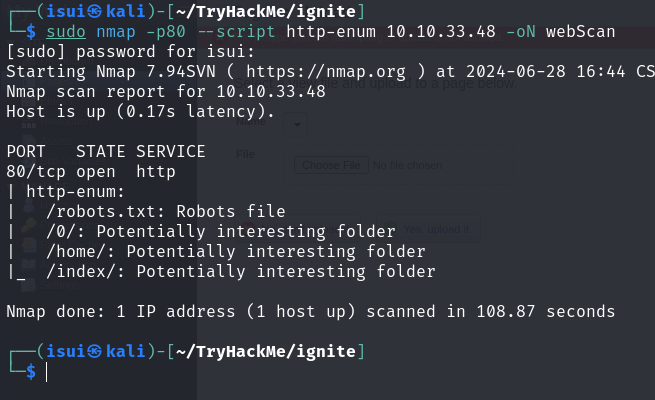 ┌──(isui㉿kali)-[~/TryHackMe/ignite]
└─$ sudo nmap -p80 --script http-enum 10.10.33.48 -oN webScan
[sudo] password for isui:
Starting Nmap 7.94SVN ( https://nmap.org ) at 2024-06-28 16:44 CS
Nmap scan report for 10.10.33.48
Host is up (0.17s latency).

PORT   STATE SERVICE
80/tcp open  http
| http-enum:
|   /robots.txt: Robots file
|   /0/: Potentially interesting folder
|   /home/: Potentially interesting folder
|_  /index/: Potentially interesting folder

Nmap done: 1 IP address (1 host up) scanned in 108.87 seconds

┌──(isui㉿kali)-[~/TryHackMe/ignite]
└─$
and upload to a page below.
File
Choose File No file chosen
Yes, upload it